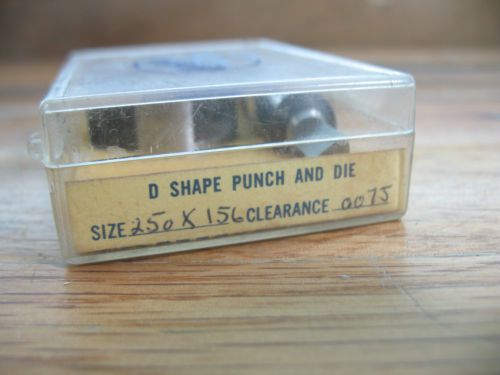 D SHAPE PUNCH AND DIE
SIZE 250 X 156 CLEARANCE .0075